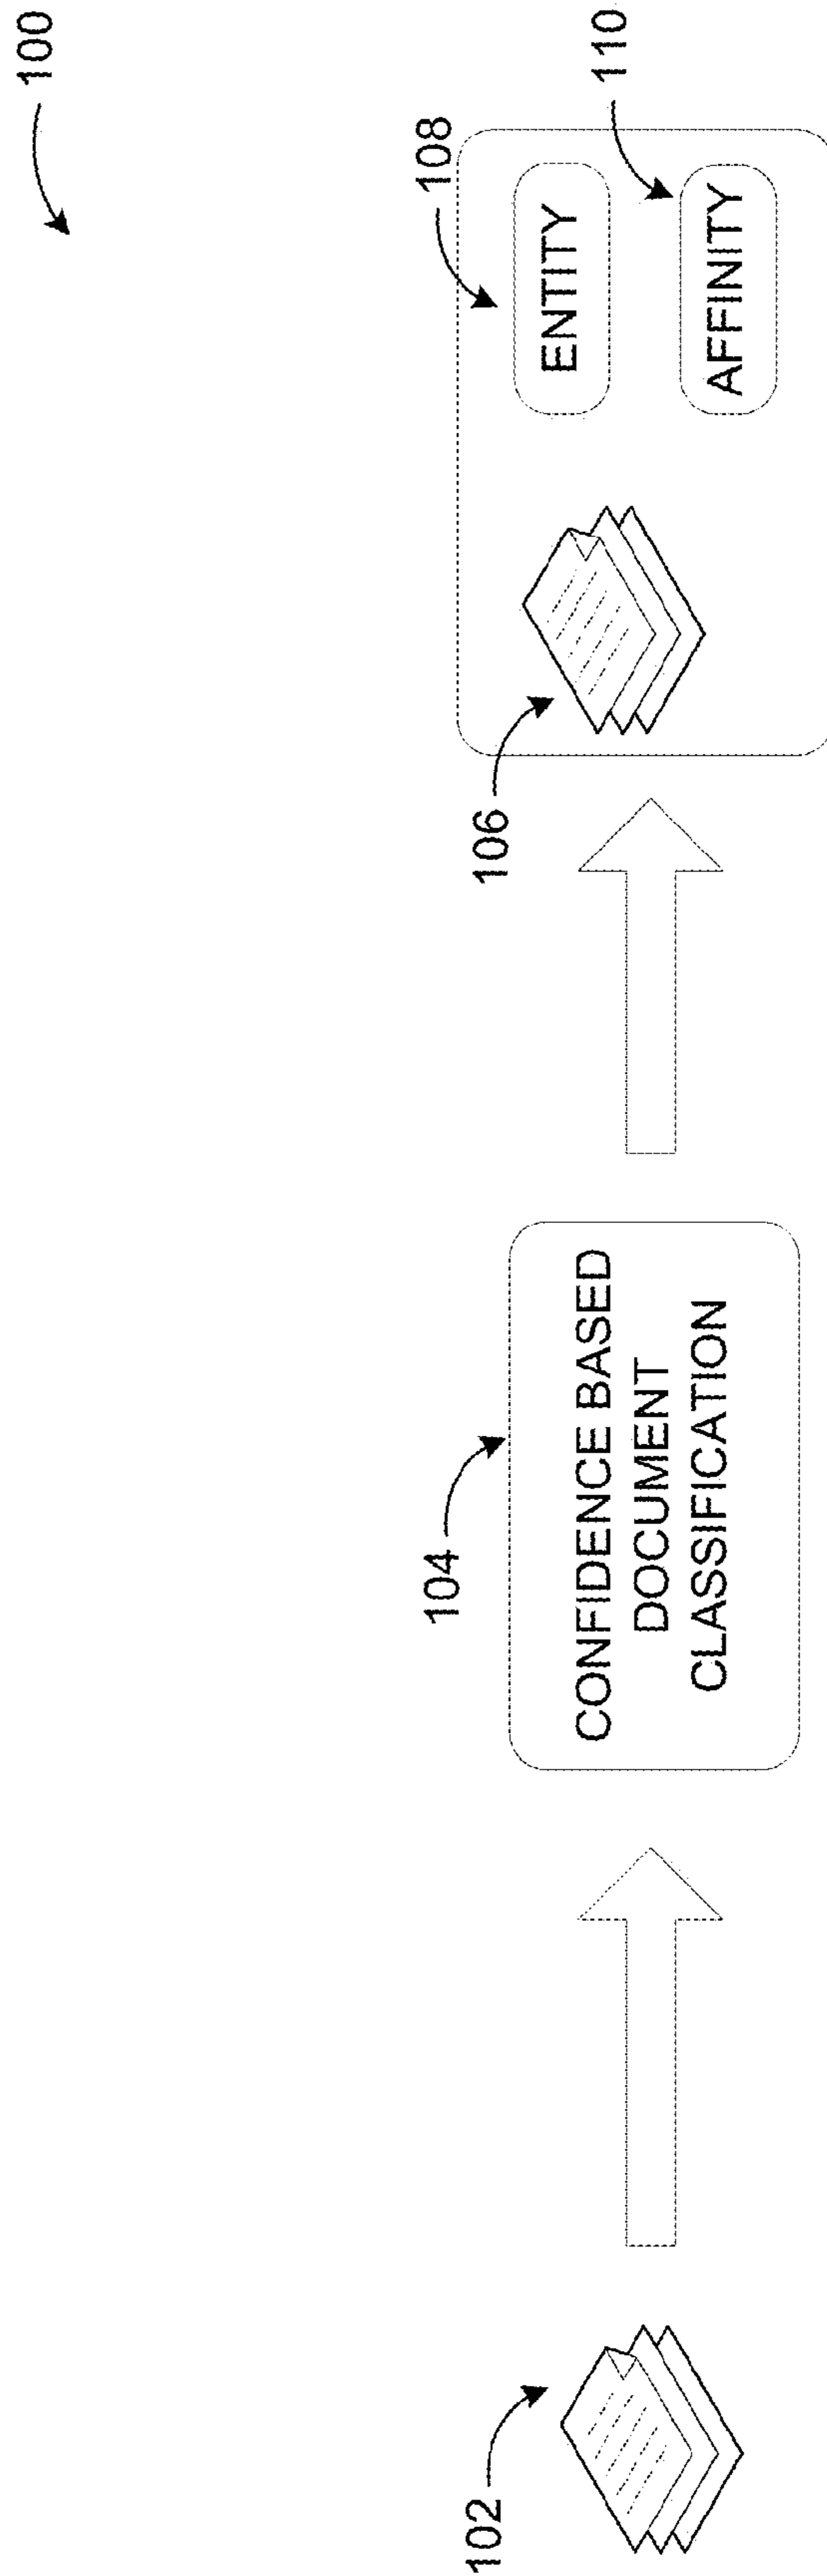 100
102
104
CONFIDENCE BASED
DOCUMENT
CLASSIFICATION
106
108
ENTITY
110
AFFINITY